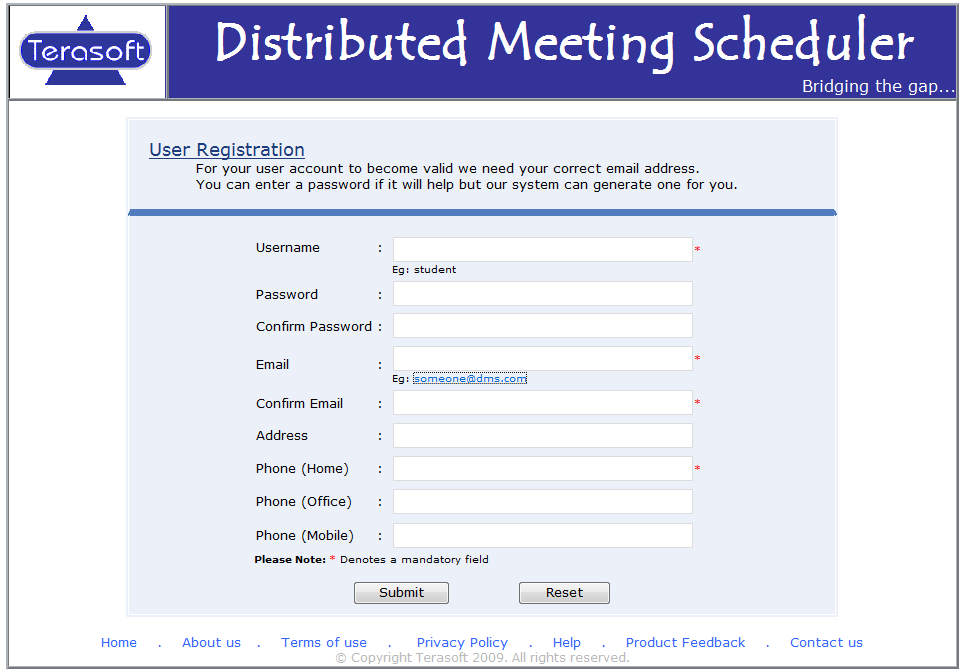 Terasoft
Distributed Meeting Scheduler
Bridging the gap...
User Registration
For your user account to become valid we need your correct email address.
You can enter a password if it will help but our system can generate one for you.
Username : *
Eg: student
Password :
Confirm Password :
Email : *
Eg: someone@dms.com
Confirm Email : *
Address :
Phone (Home) : *
Phone (Office) :
Phone (Mobile) :
Please Note: * Denotes a mandatory field
Submit Reset
Home . About us . Terms of use . Privacy Policy . Help . Product Feedback . Contact us
© Copyright Terasoft 2009. All rights reserved.